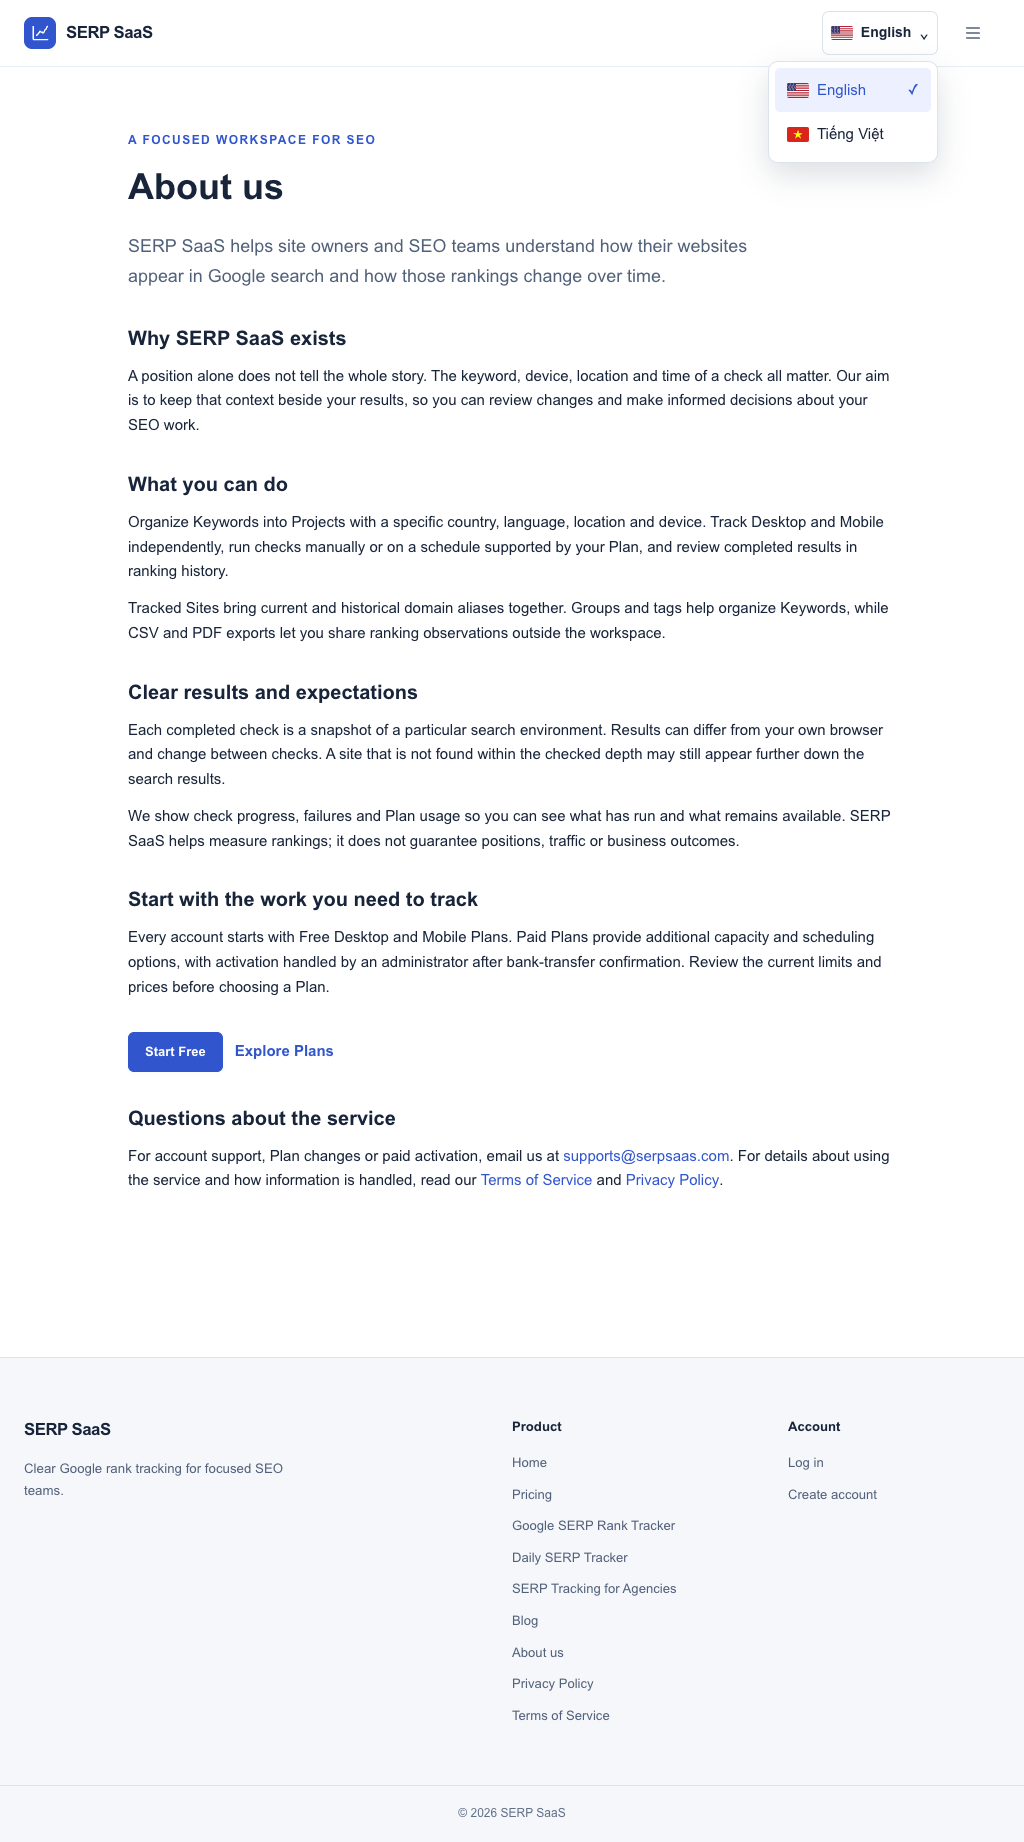 SERP SaaS
English
English
Tiếng Việt
A FOCUSED WORKSPACE FOR SEO
About us
SERP SaaS helps site owners and SEO teams understand how their websites
appear in Google search and how those rankings change over time.
Why SERP SaaS exists
A position alone does not tell the whole story. The keyword, device, location and time of a check all matter. Our aim
is to keep that context beside your results, so you can review changes and make informed decisions about your
SEO work.
What you can do
Organize Keywords into Projects with a specific country, language, location and device. Track Desktop and Mobile
independently, run checks manually or on a schedule supported by your Plan, and review completed results in
ranking history.
Tracked Sites bring current and historical domain aliases together. Groups and tags help organize Keywords, while
CSV and PDF exports let you share ranking observations outside the workspace.
Clear results and expectations
Each completed check is a snapshot of a particular search environment. Results can differ from your own browser
and change between checks. A site that is not found within the checked depth may still appear further down the
search results.
We show check progress, failures and Plan usage so you can see what has run and what remains available. SERP
SaaS helps measure rankings; it does not guarantee positions, traffic or business outcomes.
Start with the work you need to track
Every account starts with Free Desktop and Mobile Plans. Paid Plans provide additional capacity and scheduling
options, with activation handled by an administrator after bank-transfer confirmation. Review the current limits and
prices before choosing a Plan.
Start Free
Explore Plans
Questions about the service
For account support, Plan changes or paid activation, email us at supports@serpsaas.com. For details about using
the service and how information is handled, read our Terms of Service and Privacy Policy.
SERP SaaS
Clear Google rank tracking for focused SEO
teams.
Product
Home
Pricing
Google SERP Rank Tracker
Daily SERP Tracker
SERP Tracking for Agencies
Blog
About us
Privacy Policy
Terms of Service
Account
Log in
Create account
© 2026 SERP SaaS